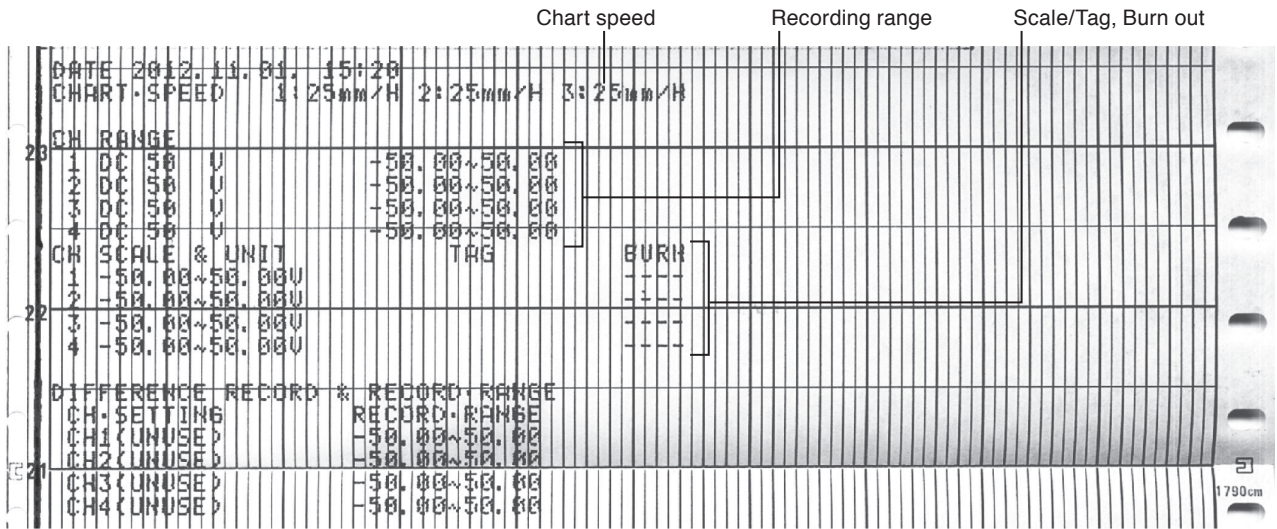 Chart speed Recording range Scale/Tag, Burn out
DATE 2012.11.01. 15:20
CHART·SPEED 1:25mm/H 2:25mm/H 3:25mm/H
CH RANGE
23
1 DC 50 V -50.00~50.00
2 DC 50 V -50.00~50.00
3 DC 50 V -50.00~50.00
4 DC 50 V -50.00~50.00
CH SCALE & UNIT TAG BURN
1 -50.00~50.00V ----
2 -50.00~50.00V ----
22
3 -50.00~50.00V ----
4 -50.00~50.00V ----
DIFFERENCE RECORD & RECORD·RANGE
CH·SETTING RECORD·RANGE
CH1(UNUSE) -50.00~50.00
CH2(UNUSE) -50.00~50.00
21
CH3(UNUSE) -50.00~50.00
CH4(UNUSE) -50.00~50.00
1790cm